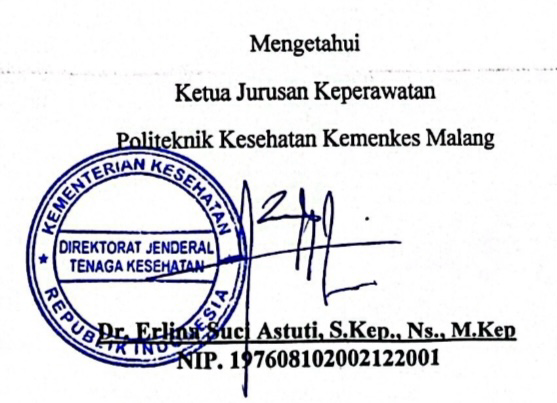 Mengetahui
Ketua Jurusan Keperawatan
Politeknik Kesehatan Kemenkes Malang
KEMENTERIAN KESEHATAN
DIREKTORAT JENDERAL
TENAGA KESEHATAN
REPUBLIK INDONESIA
Dr. Erlina Suci Astuti, S.Kep., Ns., M.Kep
NIP. 197608102002122001